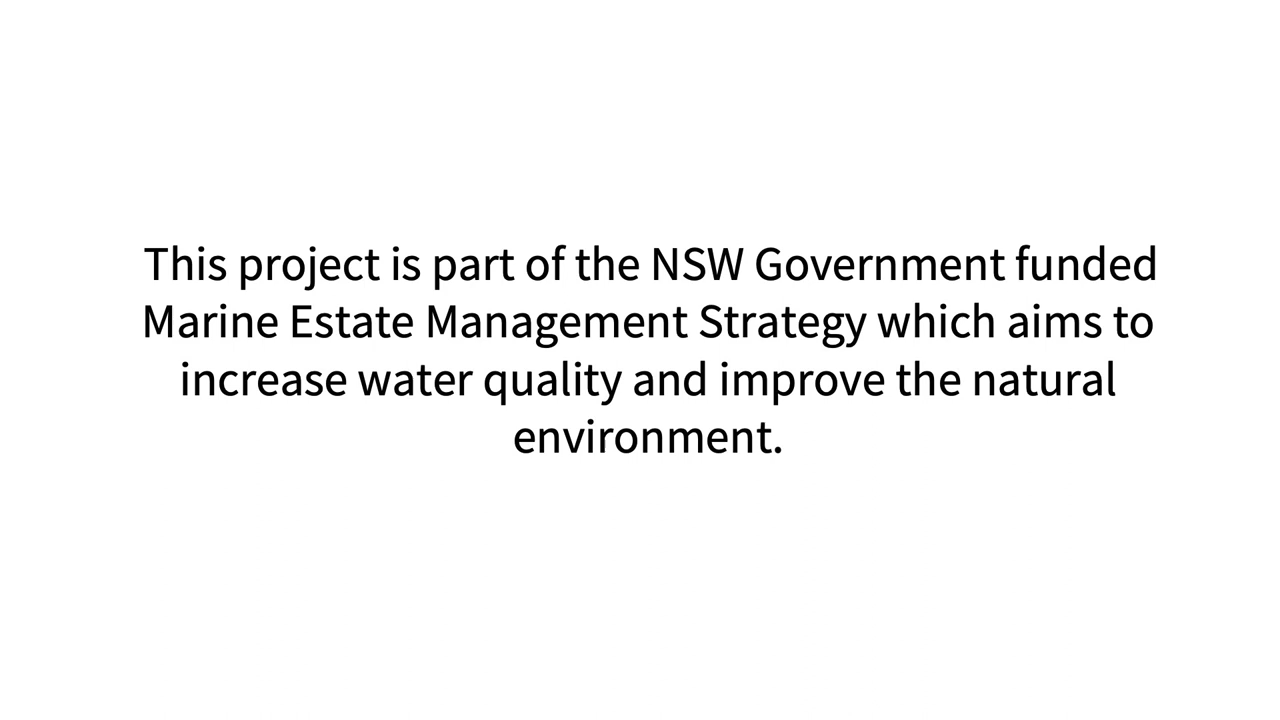 This project is part of the NSW Government funded
Marine Estate Management Strategy which aims to
increase water quality and improve the natural
environment.